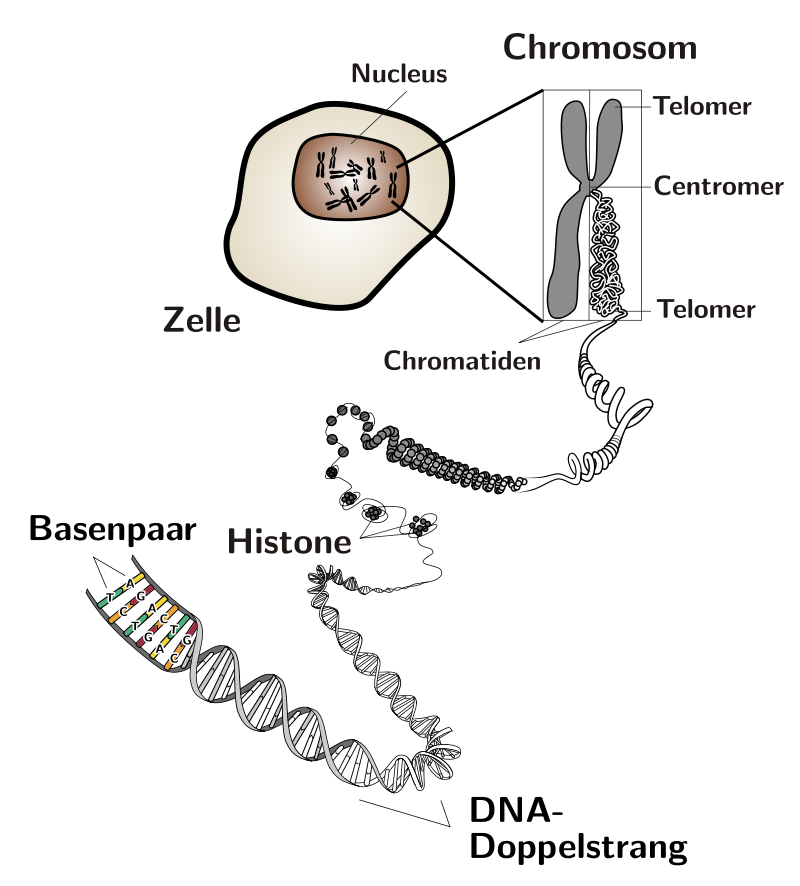 Chromosom
Nucleus
Telomer
Centromer
Telomer
Zelle
Chromatiden
Basenpaar
Histone
T A
C G
T A
G C
A T
C G
DNA-
Doppelstrang